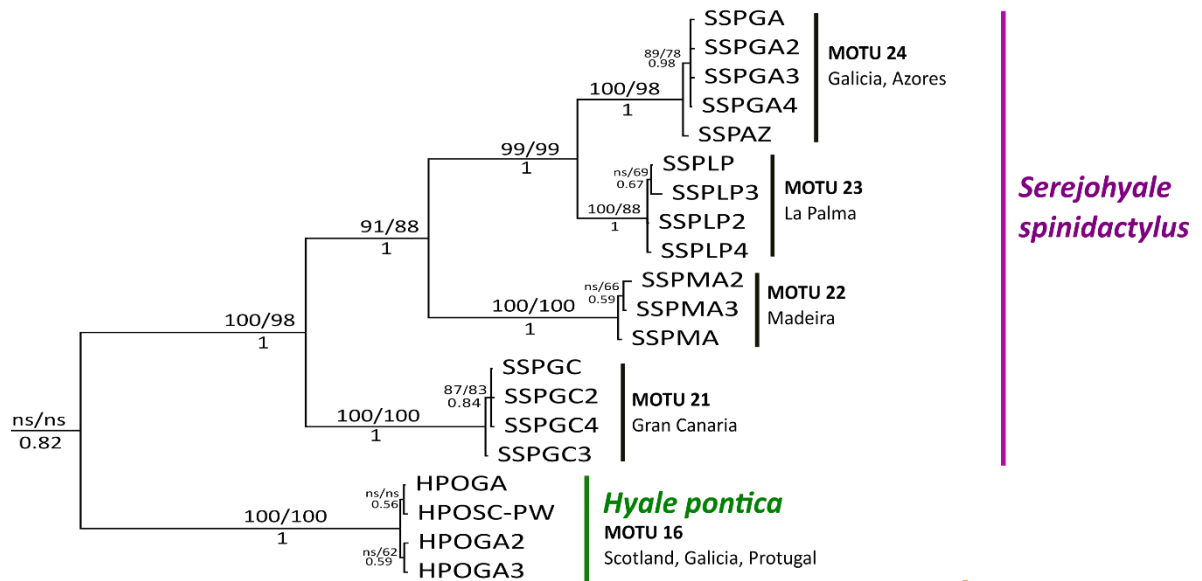 SSPGA
SSPGA2
SSPGA3
SSPGA4
SSPAZ
89/78
0.98
100/98
1
MOTU 24
Galicia, Azores
99/99
1
SSPLP
SSPLP3
SSPLP2
SSPLP4
ns/69
0.67
100/88
1
MOTU 23
La Palma
91/88
1
SSPMA2
SSPMA3
SSPMA
ns/66
0.59
100/100
1
MOTU 22
Madeira
100/98
1
SSPGC
SSPGC2
SSPGC4
SSPGC3
87/83
0.84
100/100
1
MOTU 21
Gran Canaria
Serejohyale
spinidactylus
ns/ns
0.82
HPOGA
HPOSC-PW
HPOGA2
HPOGA3
ns/ns
0.56
ns/62
0.59
100/100
1
Hyale pontica
MOTU 16
Scotland, Galicia, Protugal